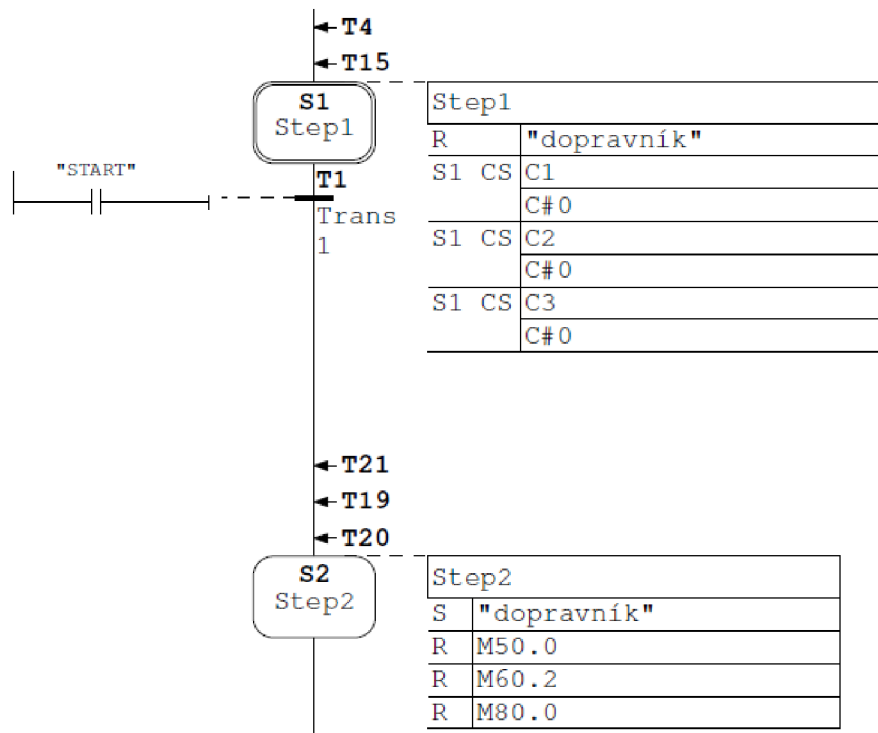 T4
T15
S1
Step1
Step1
R "dopravník"
S1 CS C1
C#0
S1 CS C2
C#0
S1 CS C3
C#0
"START"
T1
Trans
1
T21
T19
T20
S2
Step2
Step2
S "dopravník"
R M50.0
R M60.2
R M80.0